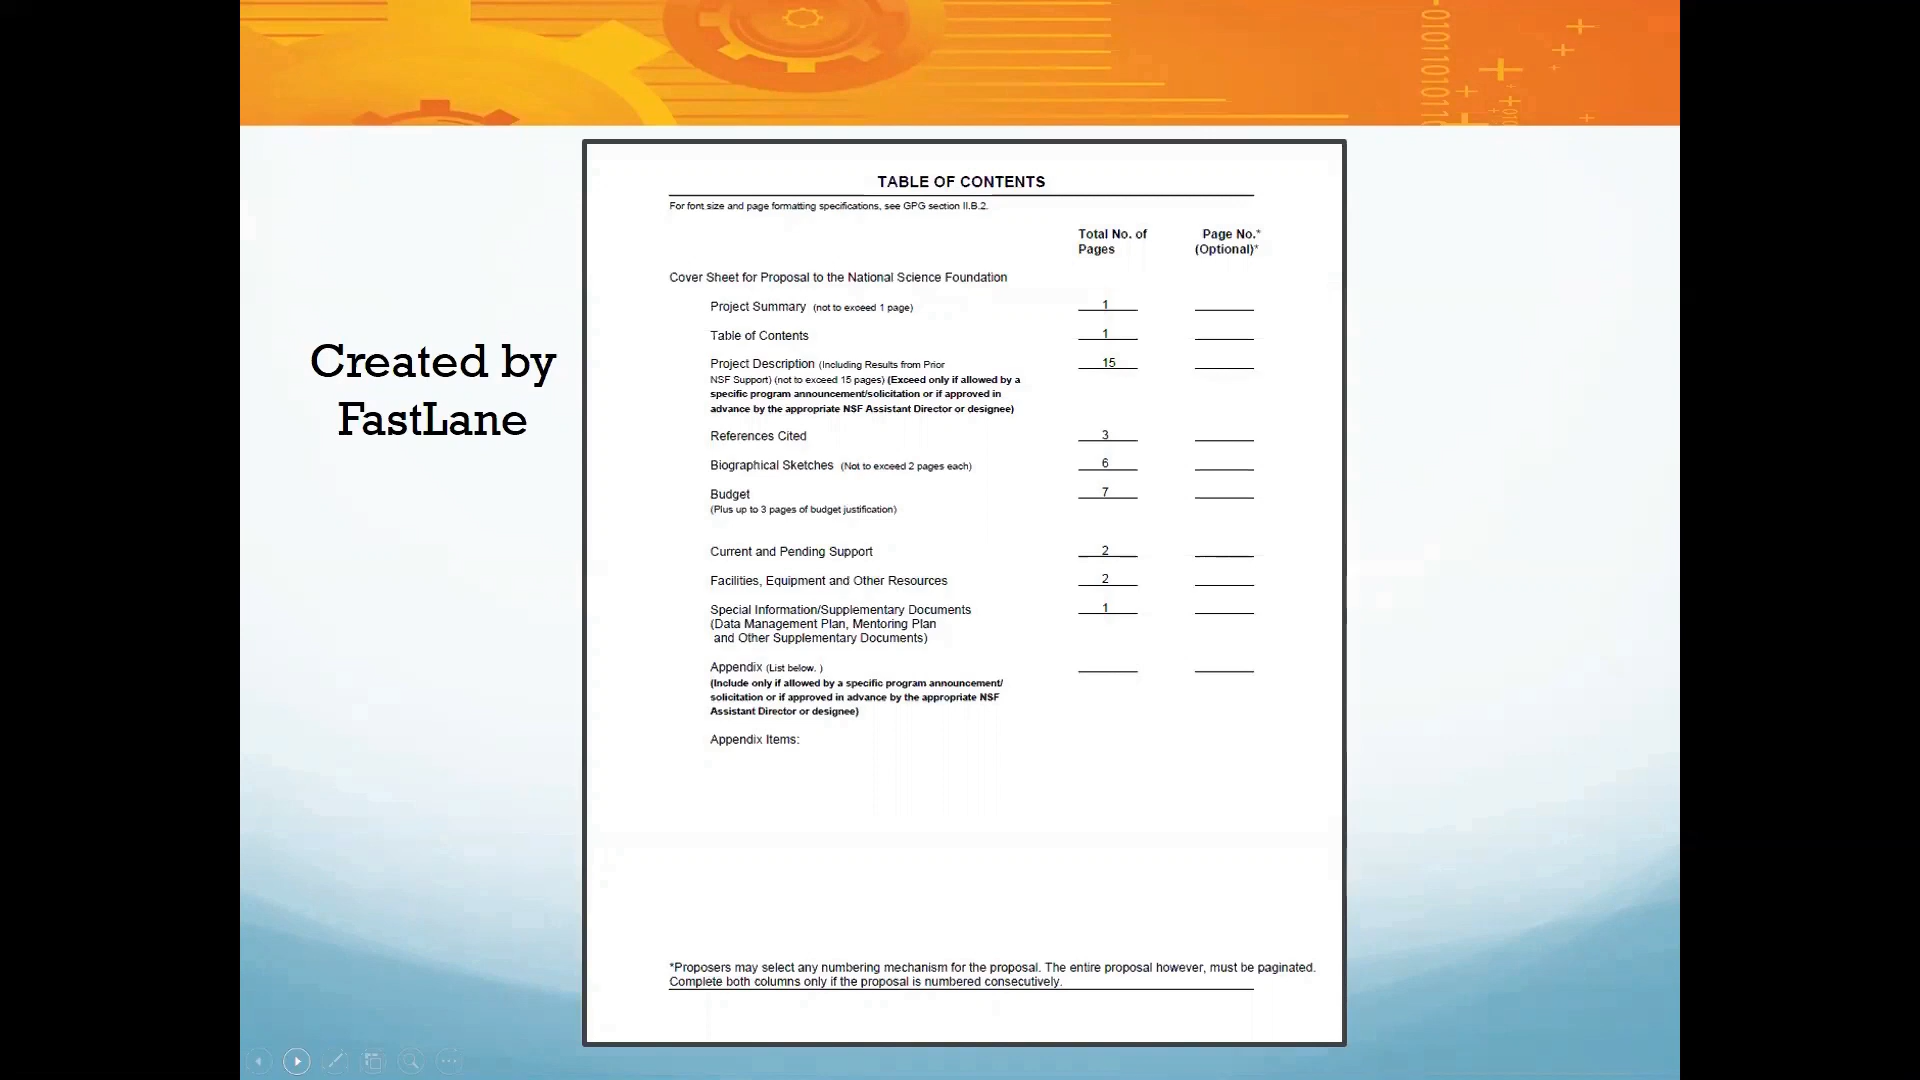 Created by
FastLane
TABLE OF CONTENTS
For font size and page formatting specifications, see GPG section II.B.2.
Total No. of Page No.*
Pages (Optional)*
Cover Sheet for Proposal to the National Science Foundation
Project Summary (not to exceed 1 page) 1
Table of Contents 1
Project Description (Including Results from Prior 15
NSF Support) (not to exceed 15 pages) (Exceed only if allowed by a
specific program announcement/solicitation or if approved in
advance by the appropriate NSF Assistant Director or designee)
References Cited 3
Biographical Sketches (Not to exceed 2 pages each) 6
Budget 7
(Plus up to 3 pages of budget justification)
Current and Pending Support 2
Facilities, Equipment and Other Resources 2
Special Information/Supplementary Documents 1
(Data Management Plan, Mentoring Plan
and Other Supplementary Documents)
Appendix (List below. )
(Include only if allowed by a specific program announcement/
solicitation or if approved in advance by the appropriate NSF
Assistant Director or designee)
Appendix Items:
*Proposers may select any numbering mechanism for the proposal. The entire proposal however, must be paginated.
Complete both columns only if the proposal is numbered consecutively.